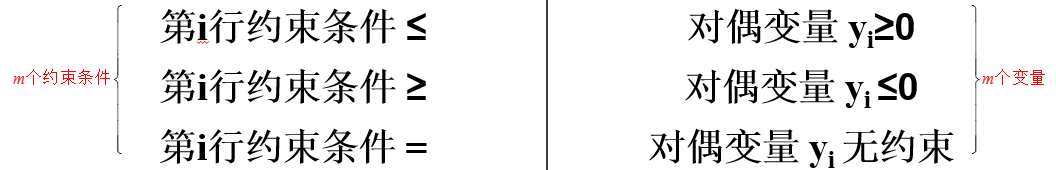 第i行约束条件 ≤ 对偶变量 yi≥0
m个约束条件 第i行约束条件 ≥ 对偶变量 yi ≤0 m个变量
第i行约束条件 = 对偶变量 yi 无约束